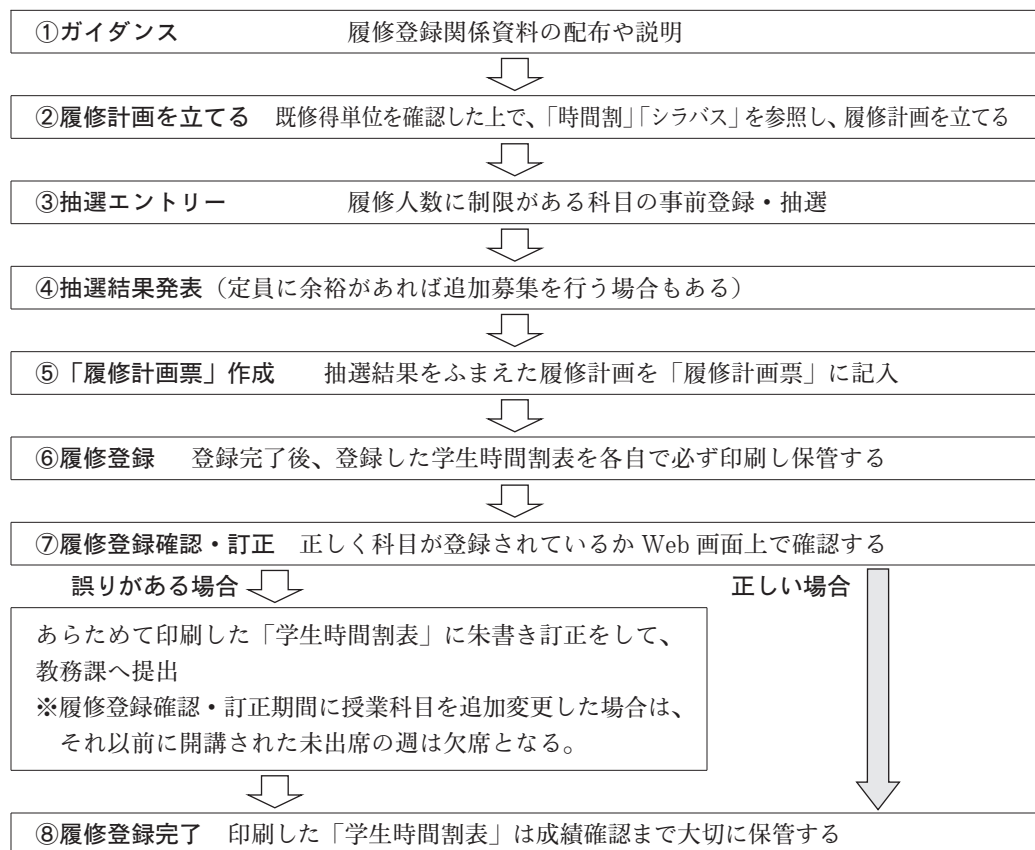 ①ガイダンス 履修登録関係資料の配布や説明
②履修計画を立てる 既修得単位を確認した上で、「時間割」「シラバス」を参照し、履修計画を立てる
③抽選エントリー 履修人数に制限がある科目の事前登録・抽選
④抽選結果発表（定員に余裕があれば追加募集を行う場合もある）
⑤「履修計画票」作成 抽選結果をふまえた履修計画を「履修計画票」に記入
⑥履修登録 登録完了後、登録した学生時間割表を各自で必ず印刷し保管する
⑦履修登録確認・訂正 正しく科目が登録されているか Web 画面上で確認する
誤りがある場合 正しい場合
あらためて印刷した「学生時間割表」に朱書き訂正をして、
教務課へ提出
※履修登録確認・訂正期間に授業科目を追加変更した場合は、
それ以前に開講された未出席の週は欠席となる。
⑧履修登録完了 印刷した「学生時間割表」は成績確認まで大切に保管する